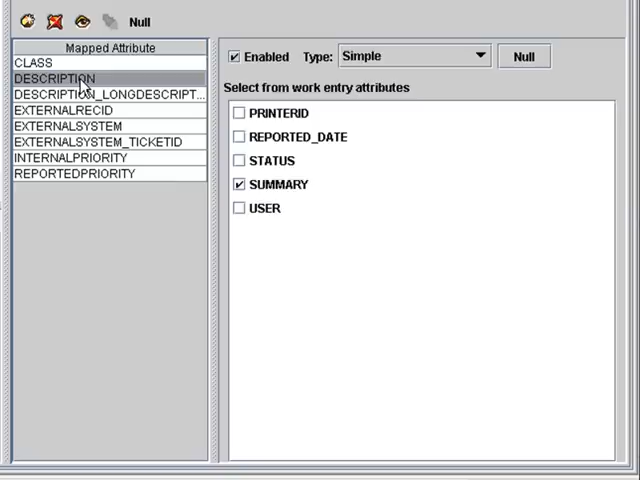 Null
Mapped Attribute
CLASS
DESCRIPTION
DESCRIPTION_LONGDESCRIPT...
EXTERNALRECID
EXTERNALSYSTEM
EXTERNALSYSTEM_TICKETID
INTERNALPRIORITY
REPORTEDPRIORITY
Enabled Type: Simple Null
Select from work entry attributes
PRINTERID
REPORTED_DATE
STATUS
SUMMARY
USER